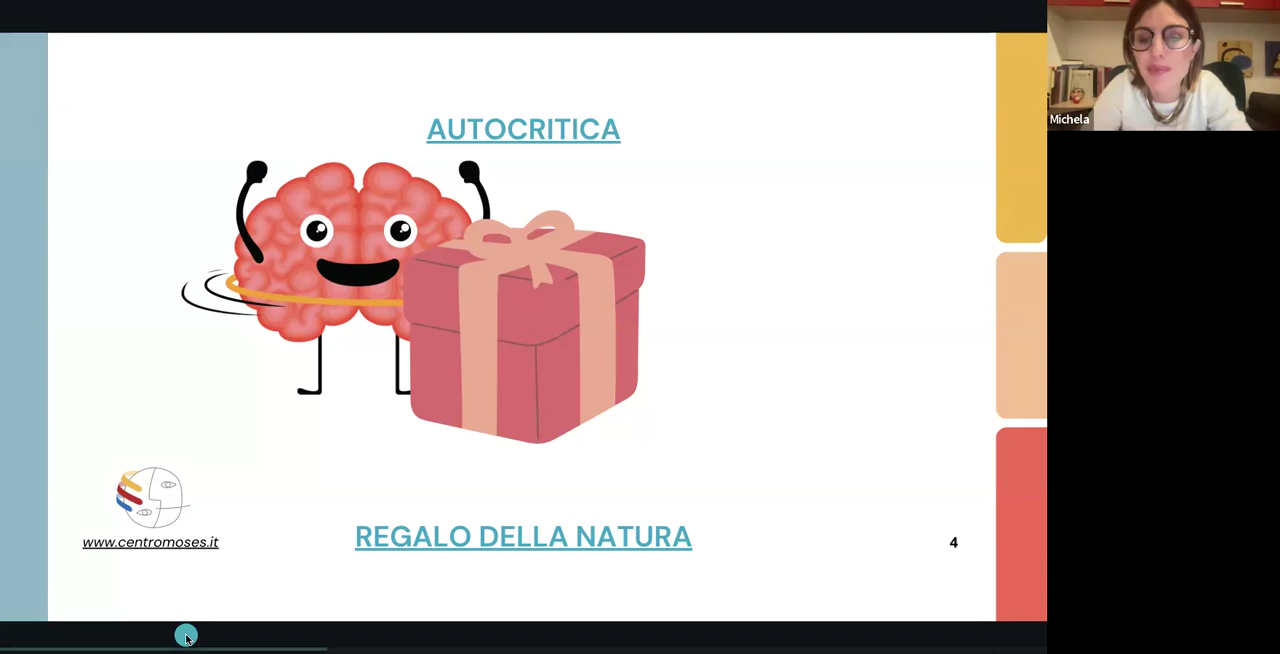 AUTOCRITICA
Michela
REGALO DELLA NATURA
www.centromoses.it
4